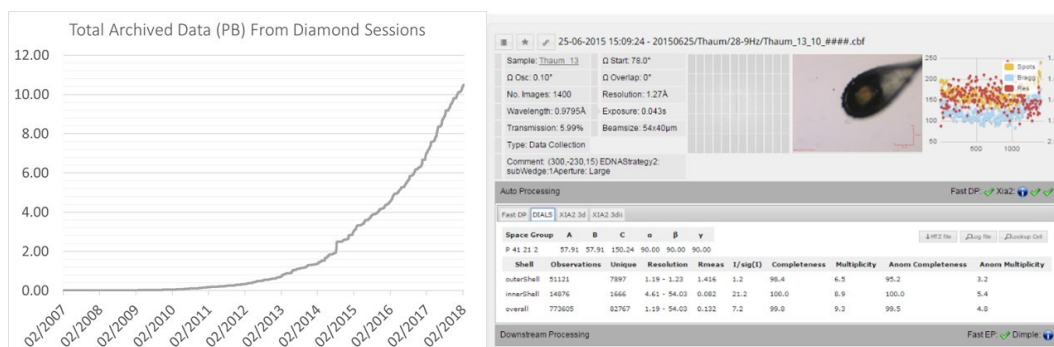 Total Archived Data (PB) From Diamond Sessions
12.00
10.00
8.00
6.00
4.00
2.00
0.00
02/2007
02/2008
02/2009
02/2010
02/2011
02/2012
02/2013
02/2014
02/2015
02/2016
02/2017
02/2018
25-06-2015 15:09:24 - 20150625/Thaum/28-9Hz/Thaum_13_10_####.cbf
Sample: Thaum_13 Ω Start: 78.0°
Ω Osc: 0.10° Ω Overlap: 0°
No. Images: 1400 Resolution: 1.27Å
Wavelength: 0.9795Å Exposure: 0.043s
Transmission: 5.99% Beamsize: 54x40μm
Type: Data Collection
Comment: (300,-230,15) EDNAStrategy2:
subWedge:1Aperture: Large
250
200
150
100
50
500 1000
Spots
Bragg
Res
Auto Processing Fast DP: Xia2:
Fast DP DIALS XIA2 3d XIA2 3dii
Space Group A B C α β γ
P 41 21 2 57.91 57.91 150.24 90.00 90.00 90.00
MTZ file Log file Lookup Cell
Shell Observations Unique Resolution Rmeas I/sig(I) Completeness Multiplicity Anom Completeness Anom Multiplicity
outerShell 51121 7897 1.19 - 1.23 1.416 1.2 98.4 6.5 95.2 3.2
innerShell 14876 1666 4.61 - 54.03 0.082 21.2 100.0 8.9 100.0 5.4
overall 773605 82767 1.19 - 54.03 0.132 7.2 99.8 9.3 99.5 4.8
Downstream Processing Fast EP: Dimple: